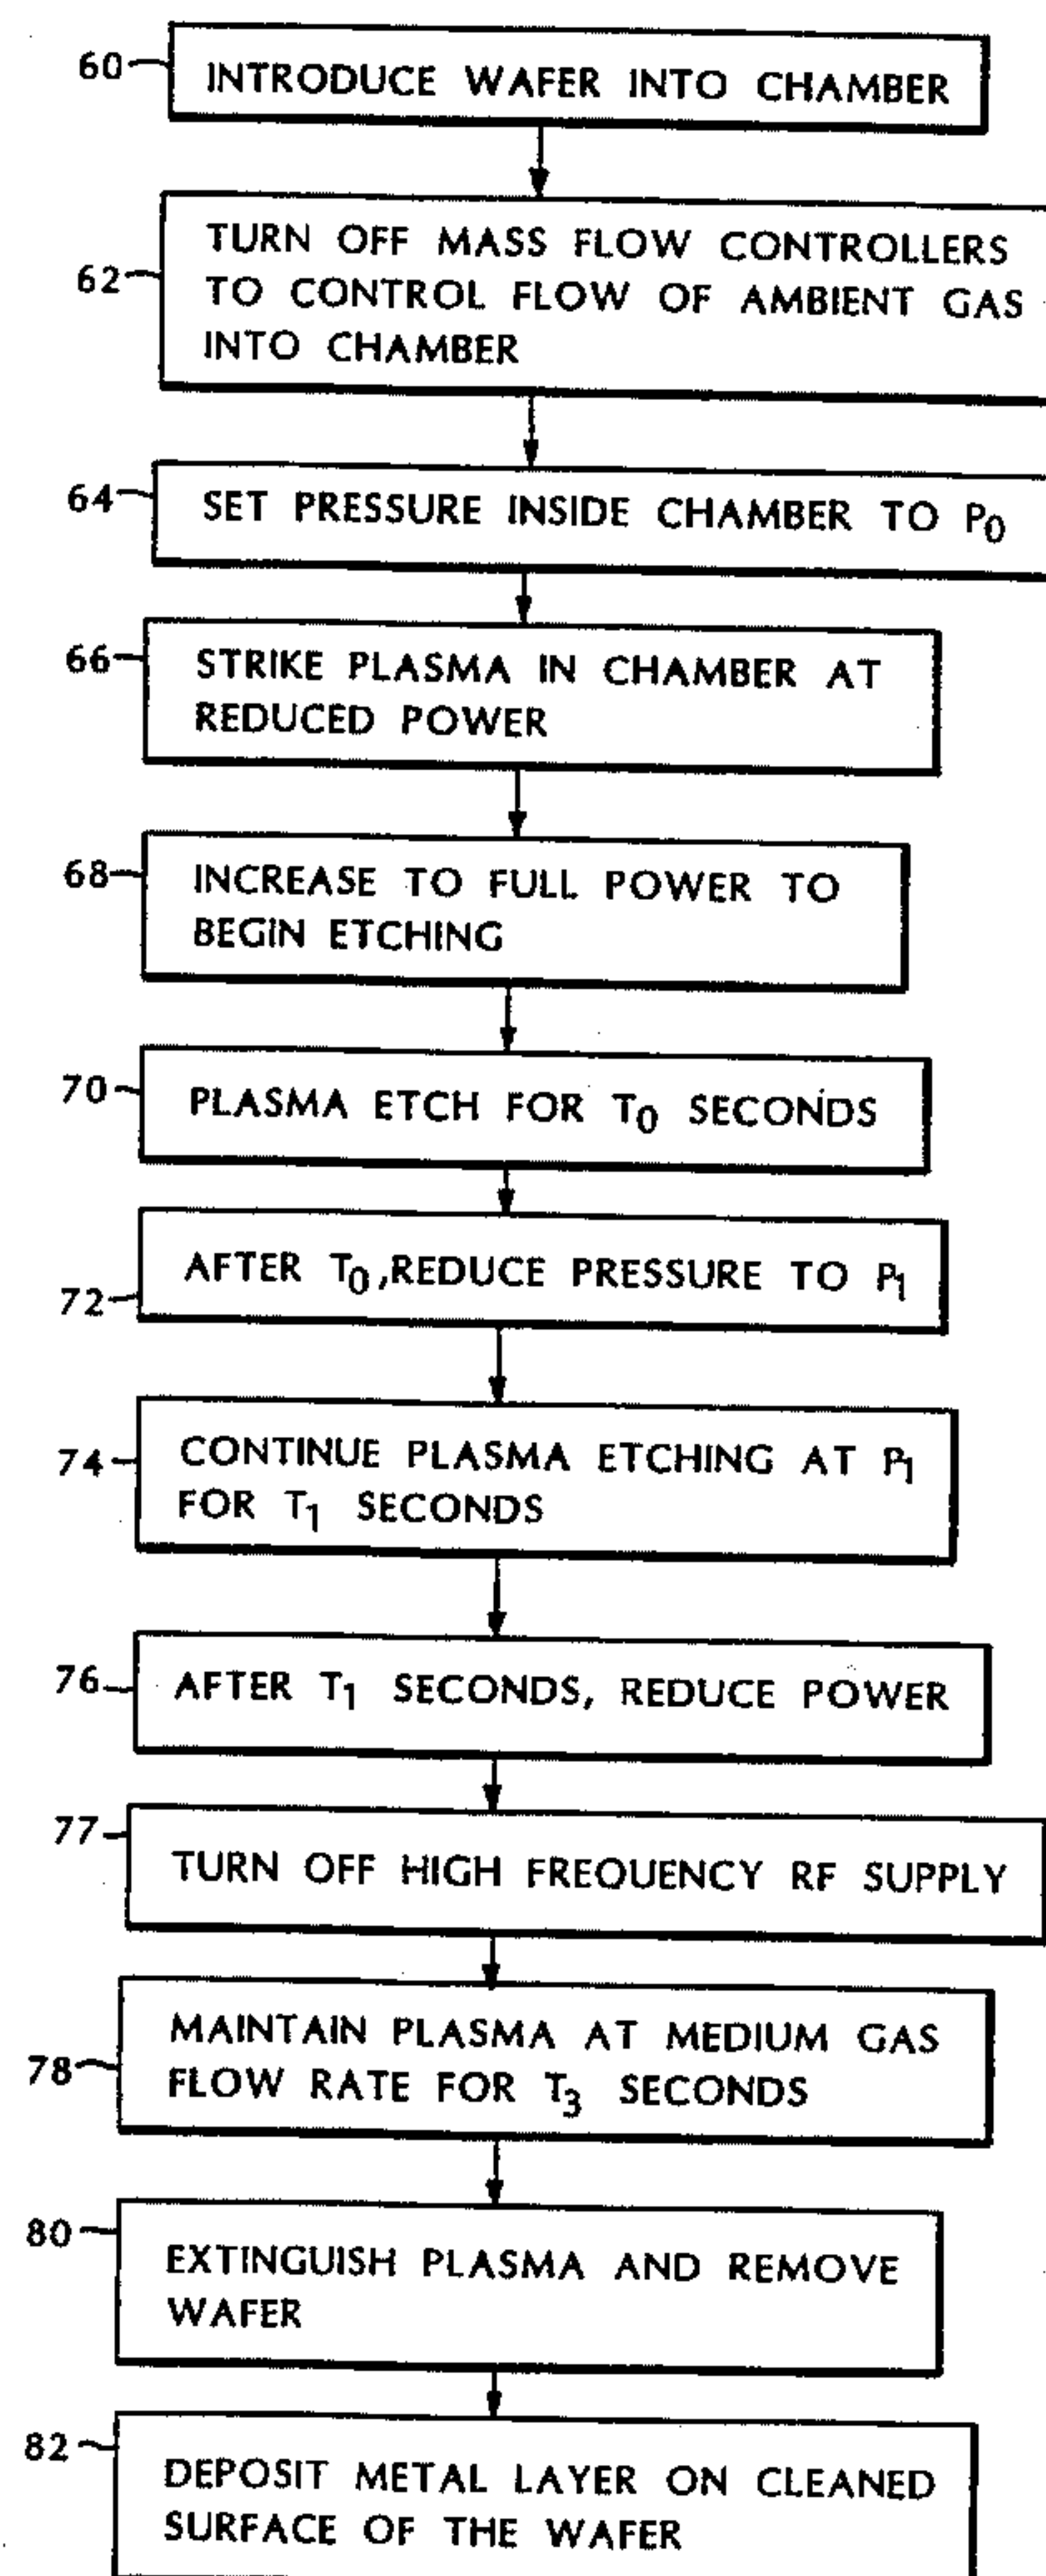 60
INTRODUCE WAFER INTO CHAMBER
62
TURN OFF MASS FLOW CONTROLLERS
TO CONTROL FLOW OF AMBIENT GAS
INTO CHAMBER
64
SET PRESSURE INSIDE CHAMBER TO P0
66
STRIKE PLASMA IN CHAMBER AT
REDUCED POWER
68
INCREASE TO FULL POWER TO
BEGIN ETCHING
70
PLASMA ETCH FOR T0 SECONDS
72
AFTER T0,REDUCE PRESSURE TO P1
74
CONTINUE PLASMA ETCHING AT P1
FOR T1 SECONDS
76
AFTER T1 SECONDS, REDUCE POWER
77
TURN OFF HIGH FREQUENCY RF SUPPLY
78
MAINTAIN PLASMA AT MEDIUM GAS
FLOW RATE FOR T3 SECONDS
80
EXTINGUISH PLASMA AND REMOVE
WAFER
82
DEPOSIT METAL LAYER ON CLEANED
SURFACE OF THE WAFER